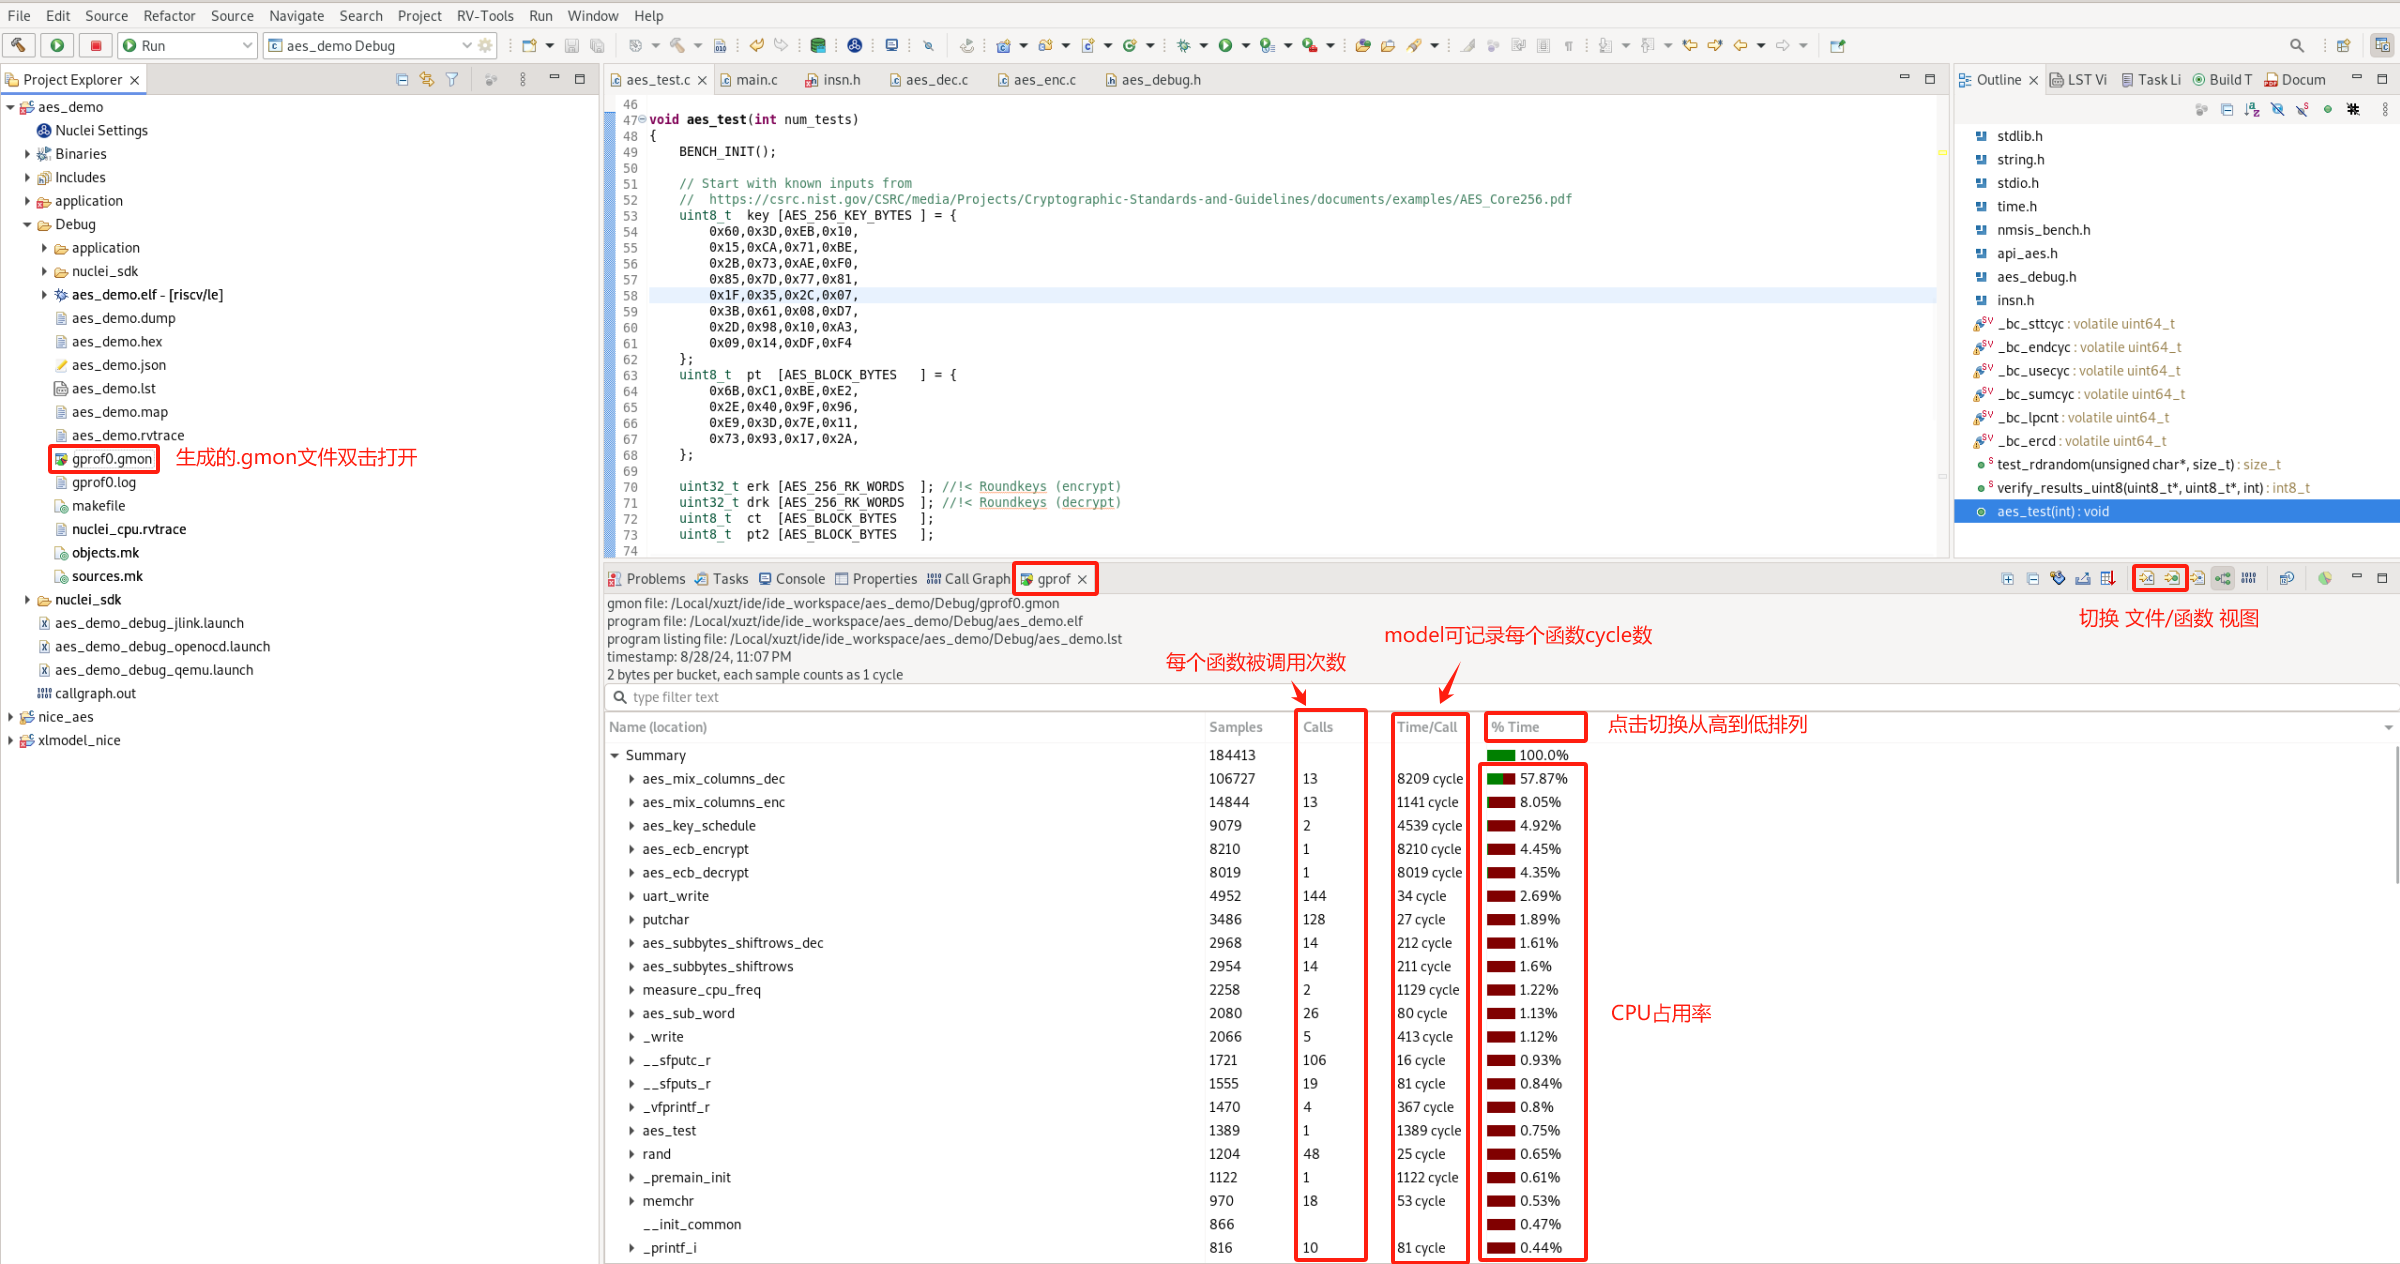 File Edit Source Refactor Source Navigate Search Project RV-Tools Run Window Help
Run
aes_demo Debug
Project Explorer
aes_demo
Nuclei Settings
Binaries
Includes
application
Debug
application
nuclei_sdk
aes_demo.elf - [riscv/le]
aes_demo.dump
aes_demo.hex
aes_demo.json
aes_demo.lst
aes_demo.map
aes_demo.rvtrace
gprof0.gmon
生成的.gmon文件双击打开
gprof0.log
makefile
nuclei_cpu.rvtrace
objects.mk
sources.mk
nuclei_sdk
aes_demo_debug_jlink.launch
aes_demo_debug_openocd.launch
aes_demo_debug_qemu.launch
callgraph.out
nice_aes
xlmodel_nice
aes_test.c main.c insn.h aes_dec.c aes_enc.c aes_debug.h
46
47 void aes_test(int num_tests)
48 {
49 BENCH_INIT();
50
51 // Start with known inputs from
52 // https://csrc.nist.gov/CSRC/media/Projects/Cryptographic-Standards-and-Guidelines/documents/examples/AES_Core256.pdf
53 uint8_t key [AES_256_KEY_BYTES ] = {
54 0x60,0x3D,0xEB,0x10,
55 0x15,0xCA,0x71,0xBE,
56 0x2B,0x73,0xAE,0xF0,
57 0x85,0x7D,0x77,0x81,
58 0x1F,0x35,0x2C,0x07,
59 0x3B,0x61,0x08,0xD7,
60 0x2D,0x98,0x10,0xA3,
61 0x09,0x14,0xDF,0xF4
62 };
63 uint8_t pt [AES_BLOCK_BYTES ] = {
64 0x6B,0xC1,0xBE,0xE2,
65 0x2E,0x40,0x9F,0x96,
66 0xE9,0x3D,0x7E,0x11,
67 0x73,0x93,0x17,0x2A,
68 };
69
70 uint32_t erk [AES_256_RK_WORDS ]; //!< Roundkeys (encrypt)
71 uint32_t drk [AES_256_RK_WORDS ]; //!< Roundkeys (decrypt)
72 uint8_t ct [AES_BLOCK_BYTES ];
73 uint8_t pt2 [AES_BLOCK_BYTES ];
74
Outline LST Vi Task Li Build T Docum
stdlib.h
string.h
stdio.h
time.h
nmsis_bench.h
api_aes.h
aes_debug.h
insn.h
_bc_sttcyc : volatile uint64_t
_bc_endcyc : volatile uint64_t
_bc_usecyc : volatile uint64_t
_bc_sumcyc : volatile uint64_t
_bc_lpcnt : volatile uint64_t
_bc_ercd : volatile uint64_t
test_rdrandom(unsigned char*, size_t) : size_t
verify_results_uint8(uint8_t*, uint8_t*, int) : int8_t
aes_test(int) : void
Problems Tasks Console Properties Call Graph gprof
切换 文件/函数 视图
gmon file: /Local/xuzt/ide/ide_workspace/aes_demo/Debug/gprof0.gmon
program file: /Local/xuzt/ide/ide_workspace/aes_demo/Debug/aes_demo.elf
program listing file: /Local/xuzt/ide/ide_workspace/aes_demo/Debug/aes_demo.lst
timestamp: 8/28/24, 11:07 PM
2 bytes per bucket, each sample counts as 1 cycle
每个函数被调用次数
model可记录每个函数cycle数
type filter text
Name (location) Samples Calls Time/Call % Time
点击切换从高到低排列
Summary 184413 100.0%
aes_mix_columns_dec 106727 13 8209 cycle 57.87%
aes_mix_columns_enc 14844 13 1141 cycle 8.05%
aes_key_schedule 9079 2 4539 cycle 4.92%
aes_ecb_encrypt 8210 1 8210 cycle 4.45%
aes_ecb_decrypt 8019 1 8019 cycle 4.35%
uart_write 4952 144 34 cycle 2.69%
putchar 3486 128 27 cycle 1.89%
aes_subbytes_shiftrows_dec 2968 14 212 cycle 1.61%
aes_subbytes_shiftrows 2954 14 211 cycle 1.6%
measure_cpu_freq 2258 2 1129 cycle 1.22%
aes_sub_word 2080 26 80 cycle 1.13%
CPU占用率
_write 2066 5 413 cycle 1.12%
__sfputc_r 1721 106 16 cycle 0.93%
__sfputs_r 1555 19 81 cycle 0.84%
_vfprintf_r 1470 4 367 cycle 0.8%
aes_test 1389 1 1389 cycle 0.75%
rand 1204 48 25 cycle 0.65%
_premain_init 1122 1 1122 cycle 0.61%
memchr 970 18 53 cycle 0.53%
__init_common 866 0.47%
_printf_i 816 10 81 cycle 0.44%